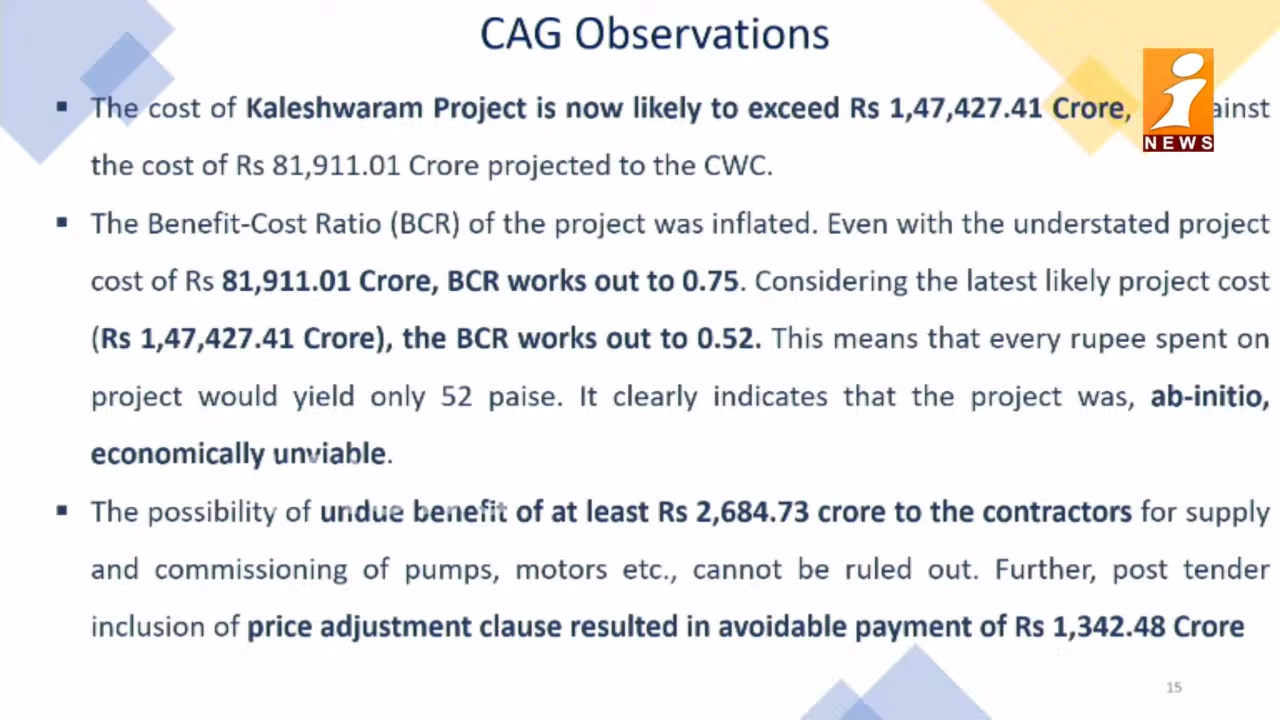 CAG Observations
▪ The cost of Kaleshwaram Project is now likely to exceed Rs 1,47,427.41 Crore,
the cost of Rs 81,911.01 Crore projected to the CWC.
▪ The Benefit-Cost Ratio (BCR) of the project was inflated. Even with the understated project
cost of Rs 81,911.01 Crore, BCR works out to 0.75. Considering the latest likely project cost
(Rs 1,47,427.41 Crore), the BCR works out to 0.52. This means that every rupee spent on
project would yield only 52 paise. It clearly indicates that the project was, ab-initio,
economically unviable.
▪ The possibility of undue benefit of at least Rs 2,684.73 crore to the contractors for supply
and commissioning of pumps, motors etc., cannot be ruled out. Further, post tender
inclusion of price adjustment clause resulted in avoidable payment of Rs 1,342.48 Crore
15
i
NEWS